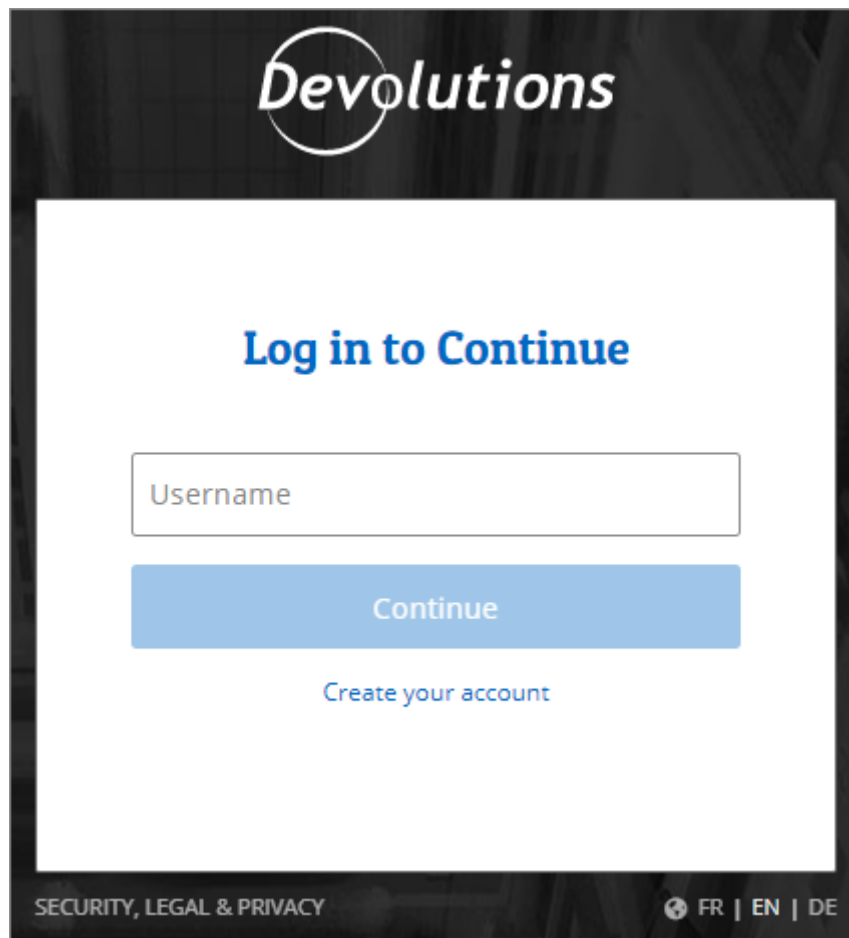 Devolutions
Log in to Continue
Username
Continue
Create your account
SECURITY, LEGAL & PRIVACY FR | EN | DE